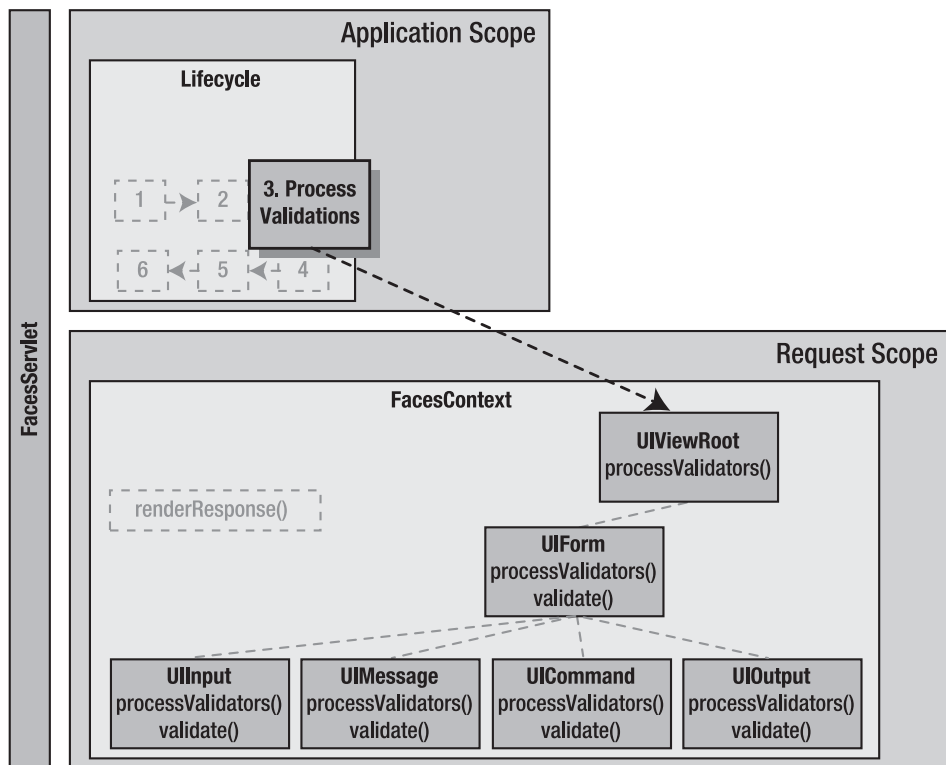 FacesServlet
Application Scope
Lifecycle
1
2
3. Process
Validations
6
5
4
Request Scope
FacesContext
UIViewRoot
processValidators()
renderResponse()
UIForm
processValidators()
validate()
UIInput
processValidators()
validate()
UIMessage
processValidators()
validate()
UICommand
processValidators()
validate()
UIOutput
processValidators()
validate()